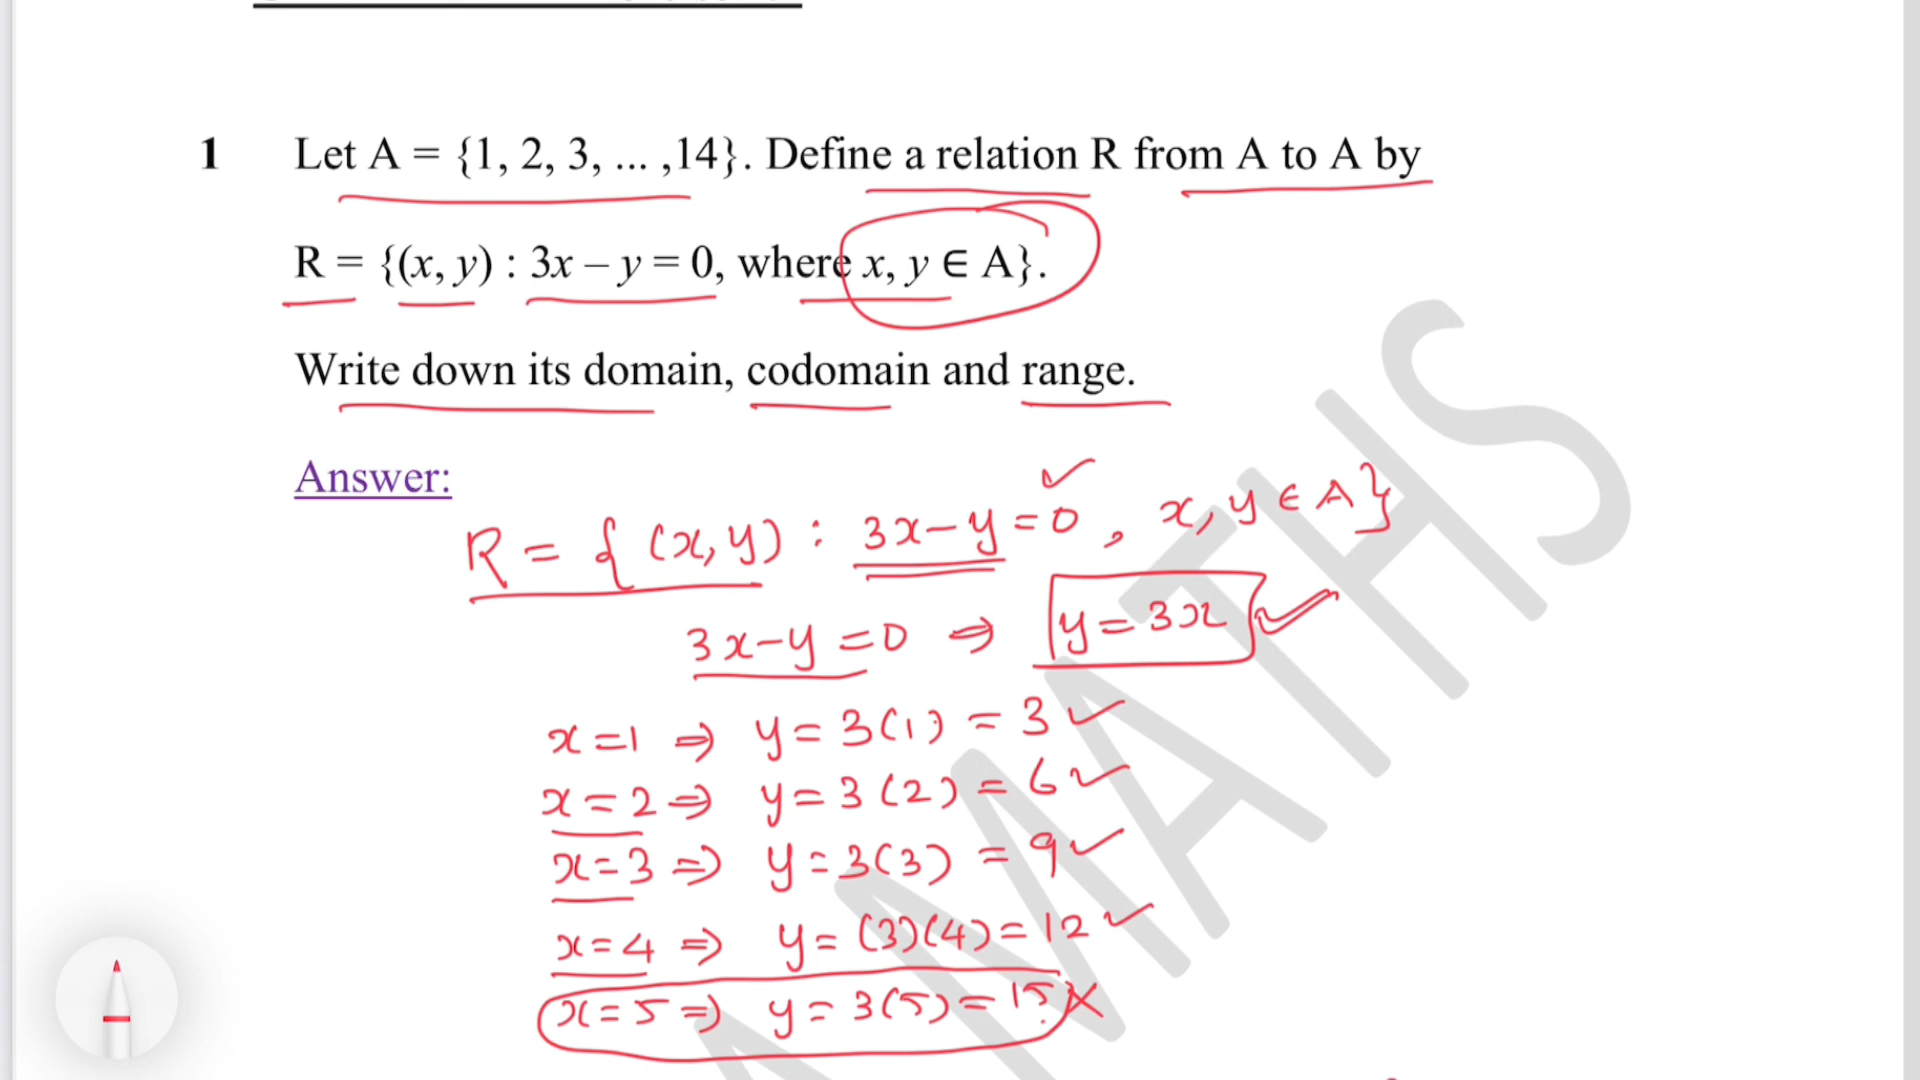 1 Let A = {1, 2, 3, ... ,14}. Define a relation R from A to A by
R = {(x, y) : 3x – y = 0, where x, y ∈ A}.
Write down its domain, codomain and range.
Answer:
R = { (x, y) : 3x-y=0 , x, y ∈ A}
3x-y=0 ⇒ y=3x
x=1 ⇒ y=3(1) = 3
x=2 ⇒ y=3(2) = 6
x=3 ⇒ y=3(3) = 9
x=4 ⇒ y=(3)(4)=12
x=5 ⇒ y=3(5)=15
MATHS